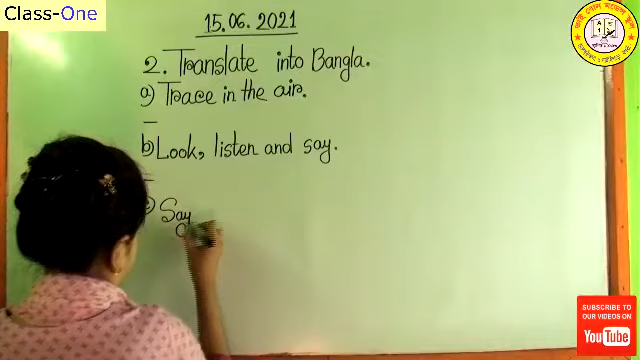 Class-One
15.06.2021
2. Translate into Bangla.
a) Trace in the air.
b) Look, listen and say.
c) Say
SUBSCRIBE TO
OUR VIDEOS ON
YouTube